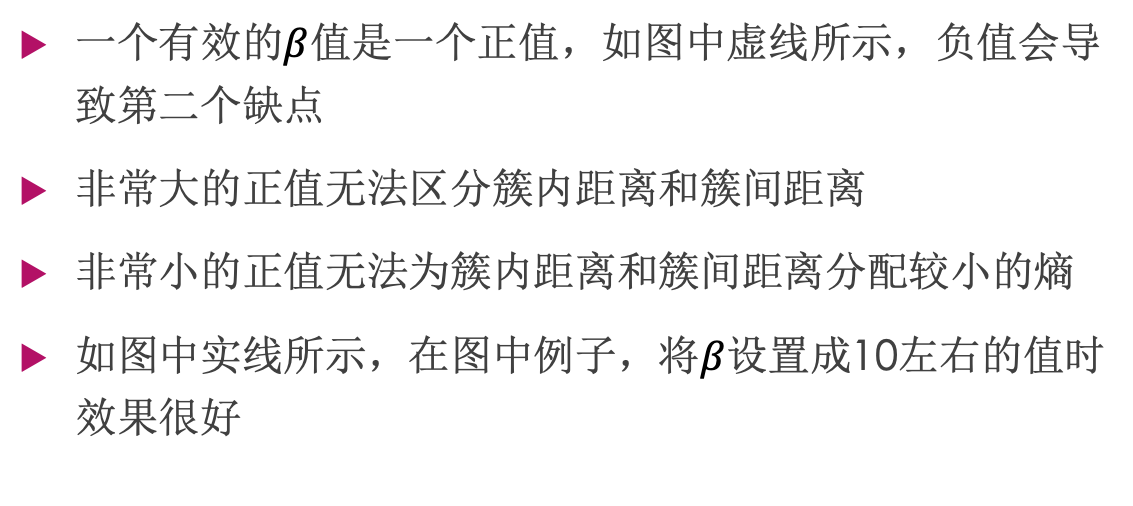 ▶ 一个有效的β值是一个正值，如图中虚线所示，负值会导
致第二个缺点
▶ 非常大的正值无法区分簇内距离和簇间距离
▶ 非常小的正值无法为簇内距离和簇间距离分配较小的熵
▶ 如图中实线所示，在图中例子，将β设置成10左右的值时
效果很好